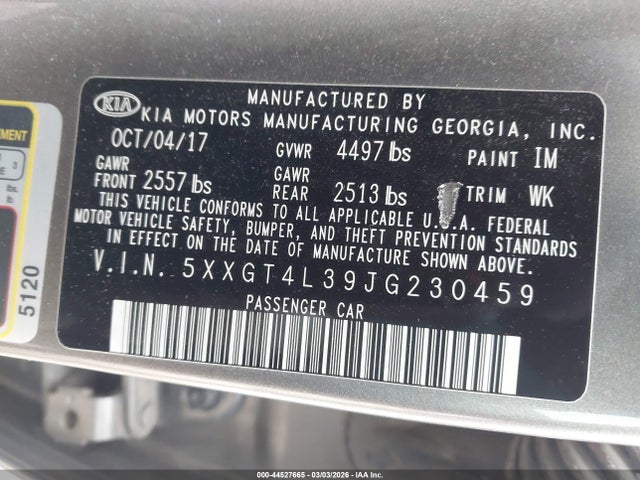 KIA
MANUFACTURED BY
KIA MOTORS MANUFACTURING GEORGIA, INC.
OCT/04/17 GVWR 4497 lbs PAINT IM
GAWR FRONT 2557 lbs GAWR REAR 2513 lbs TRIM WK
THIS VEHICLE CONFORMS TO ALL APPLICABLE U.S.A. FEDERAL
MOTOR VEHICLE SAFETY, BUMPER, AND THEFT PREVENTION STANDARDS
IN EFFECT ON THE DATE OF MANUFACTURE SHOWN ABOVE.
V.I.N. 5XXGT4L39JG230459
PASSENGER CAR
3
lbs.
lb.
5120
000-44527665 | 03/03/2026 | IAA Inc.